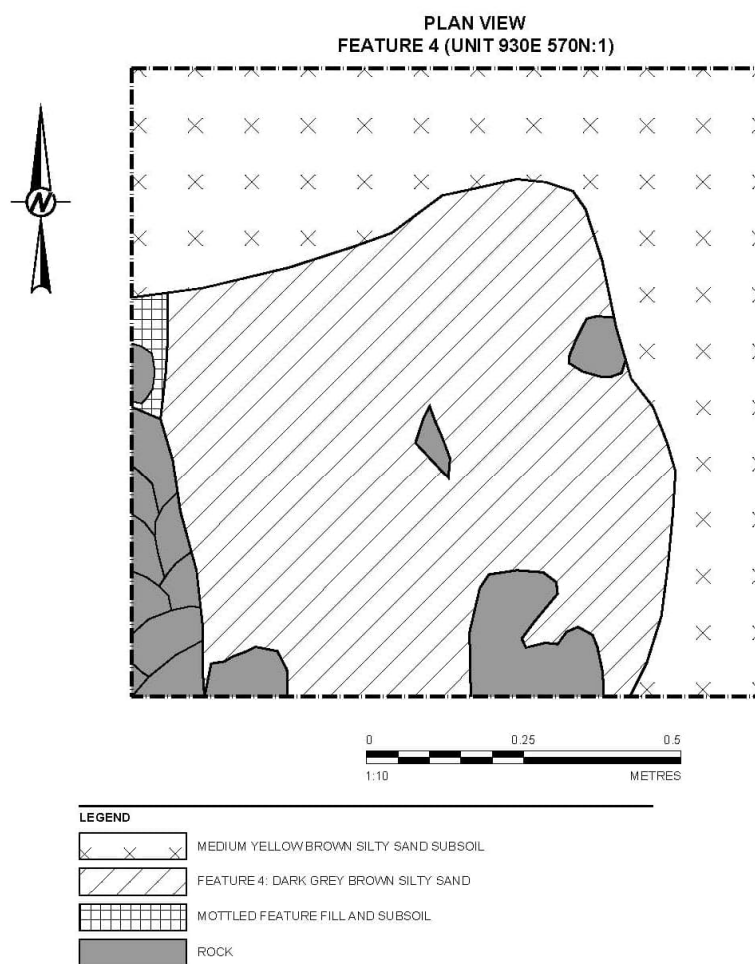 PLAN VIEW
FEATURE 4 (UNIT 930E 570N:1)
N
0 0.25 0.5
1:10 METRES
LEGEND
MEDIUM YELLOW BROWN SILTY SAND SUBSOIL
FEATURE 4: DARK GREY BROWN SILTY SAND
MOTTLED FEATURE FILL AND SUBSOIL
ROCK